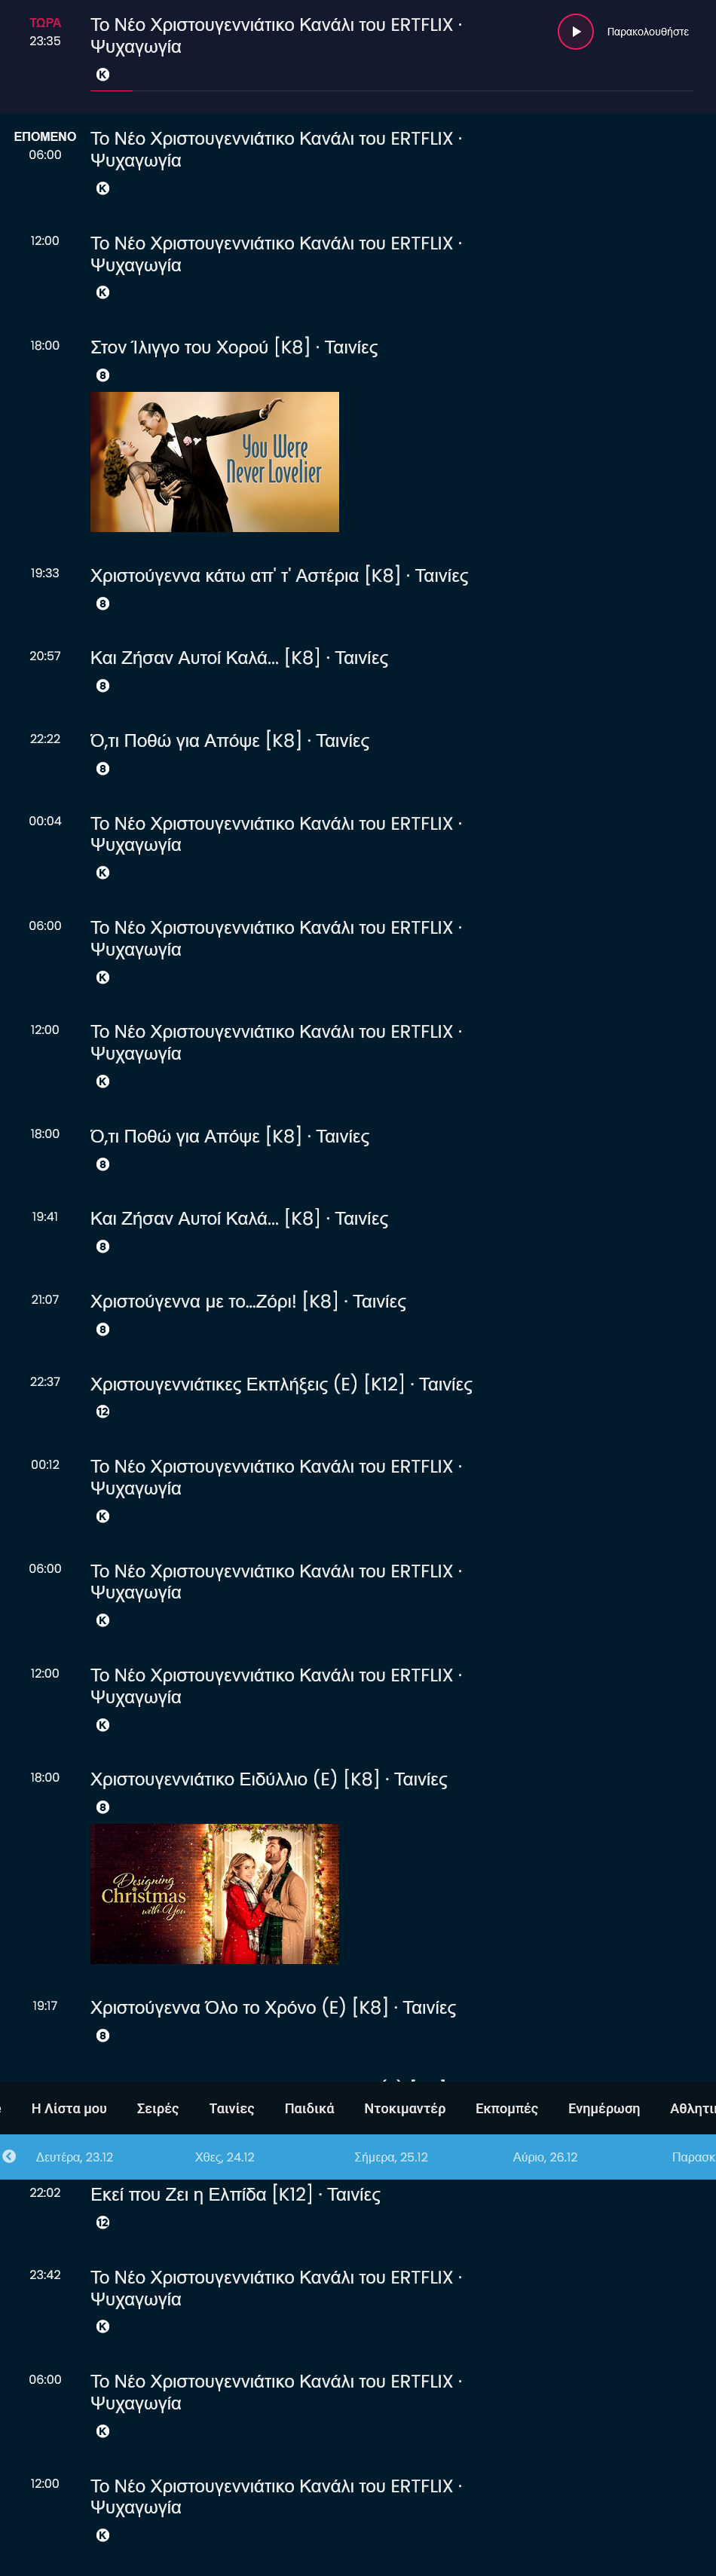 ΤΩΡΑ
23:35
Το Νέο Χριστουγεννιάτικο Κανάλι του ERTFLIX ·
Ψυχαγωγία
K
Παρακολουθήστε
ΕΠΟΜΕΝΟ
06:00
Το Νέο Χριστουγεννιάτικο Κανάλι του ERTFLIX ·
Ψυχαγωγία
K
12:00
Το Νέο Χριστουγεννιάτικο Κανάλι του ERTFLIX ·
Ψυχαγωγία
K
18:00
Στον Ίλιγγο του Χορού [K8] · Ταινίες
8
You Were
Never Lovelier
19:33
Χριστούγεννα κάτω απ' τ' Αστέρια [K8] · Ταινίες
8
20:57
Και Ζήσαν Αυτοί Καλά... [K8] · Ταινίες
8
22:22
Ό,τι Ποθώ για Απόψε [K8] · Ταινίες
8
00:04
Το Νέο Χριστουγεννιάτικο Κανάλι του ERTFLIX ·
Ψυχαγωγία
K
06:00
Το Νέο Χριστουγεννιάτικο Κανάλι του ERTFLIX ·
Ψυχαγωγία
K
12:00
Το Νέο Χριστουγεννιάτικο Κανάλι του ERTFLIX ·
Ψυχαγωγία
K
18:00
Ό,τι Ποθώ για Απόψε [K8] · Ταινίες
8
19:41
Και Ζήσαν Αυτοί Καλά... [K8] · Ταινίες
8
21:07
Χριστούγεννα με το...Ζόρι! [K8] · Ταινίες
8
22:37
Χριστουγεννιάτικες Εκπλήξεις (E) [K12] · Ταινίες
12
00:12
Το Νέο Χριστουγεννιάτικο Κανάλι του ERTFLIX ·
Ψυχαγωγία
K
06:00
Το Νέο Χριστουγεννιάτικο Κανάλι του ERTFLIX ·
Ψυχαγωγία
K
12:00
Το Νέο Χριστουγεννιάτικο Κανάλι του ERTFLIX ·
Ψυχαγωγία
K
18:00
Χριστουγεννιάτικο Ειδύλλιο (E) [K8] · Ταινίες
8
Designing
Christmas
with You
19:17
Χριστούγεννα Όλο το Χρόνο (E) [K8] · Ταινίες
8
Η Λίστα μου Σειρές Ταινίες Παιδικά Ντοκιμαντέρ Εκπομπές Ενημέρωση Αθλητι
Δευτέρα, 23.12 Χθες, 24.12 Σήμερα, 25.12 Αύριο, 26.12 Παρασκ
22:02
Εκεί που Ζει η Ελπίδα [K12] · Ταινίες
12
23:42
Το Νέο Χριστουγεννιάτικο Κανάλι του ERTFLIX ·
Ψυχαγωγία
K
06:00
Το Νέο Χριστουγεννιάτικο Κανάλι του ERTFLIX ·
Ψυχαγωγία
K
12:00
Το Νέο Χριστουγεννιάτικο Κανάλι του ERTFLIX ·
Ψυχαγωγία
K